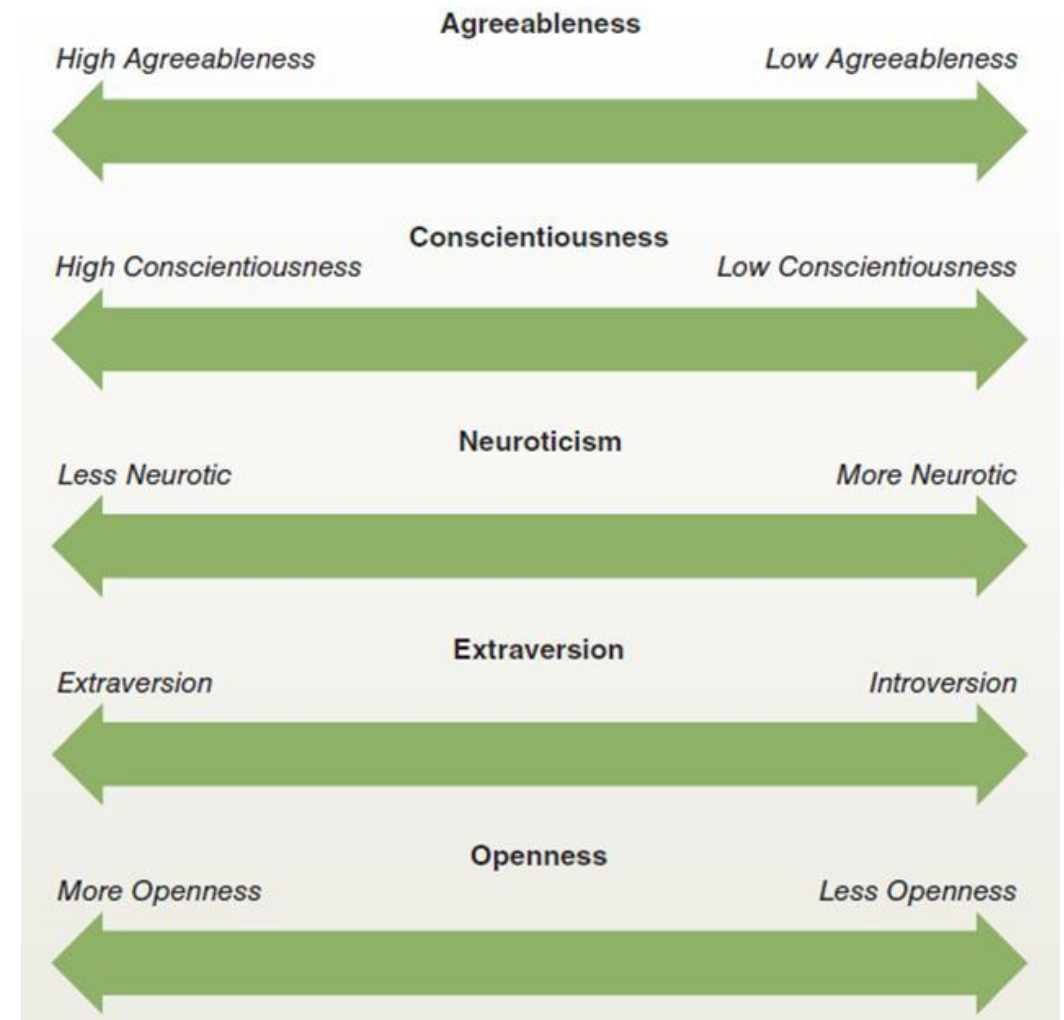 Agreeableness
High Agreeableness Low Agreeableness
Conscientiousness
High Conscientiousness Low Conscientiousness
Neuroticism
Less Neurotic More Neurotic
Extraversion
Extraversion Introversion
Openness
More Openness Less Openness